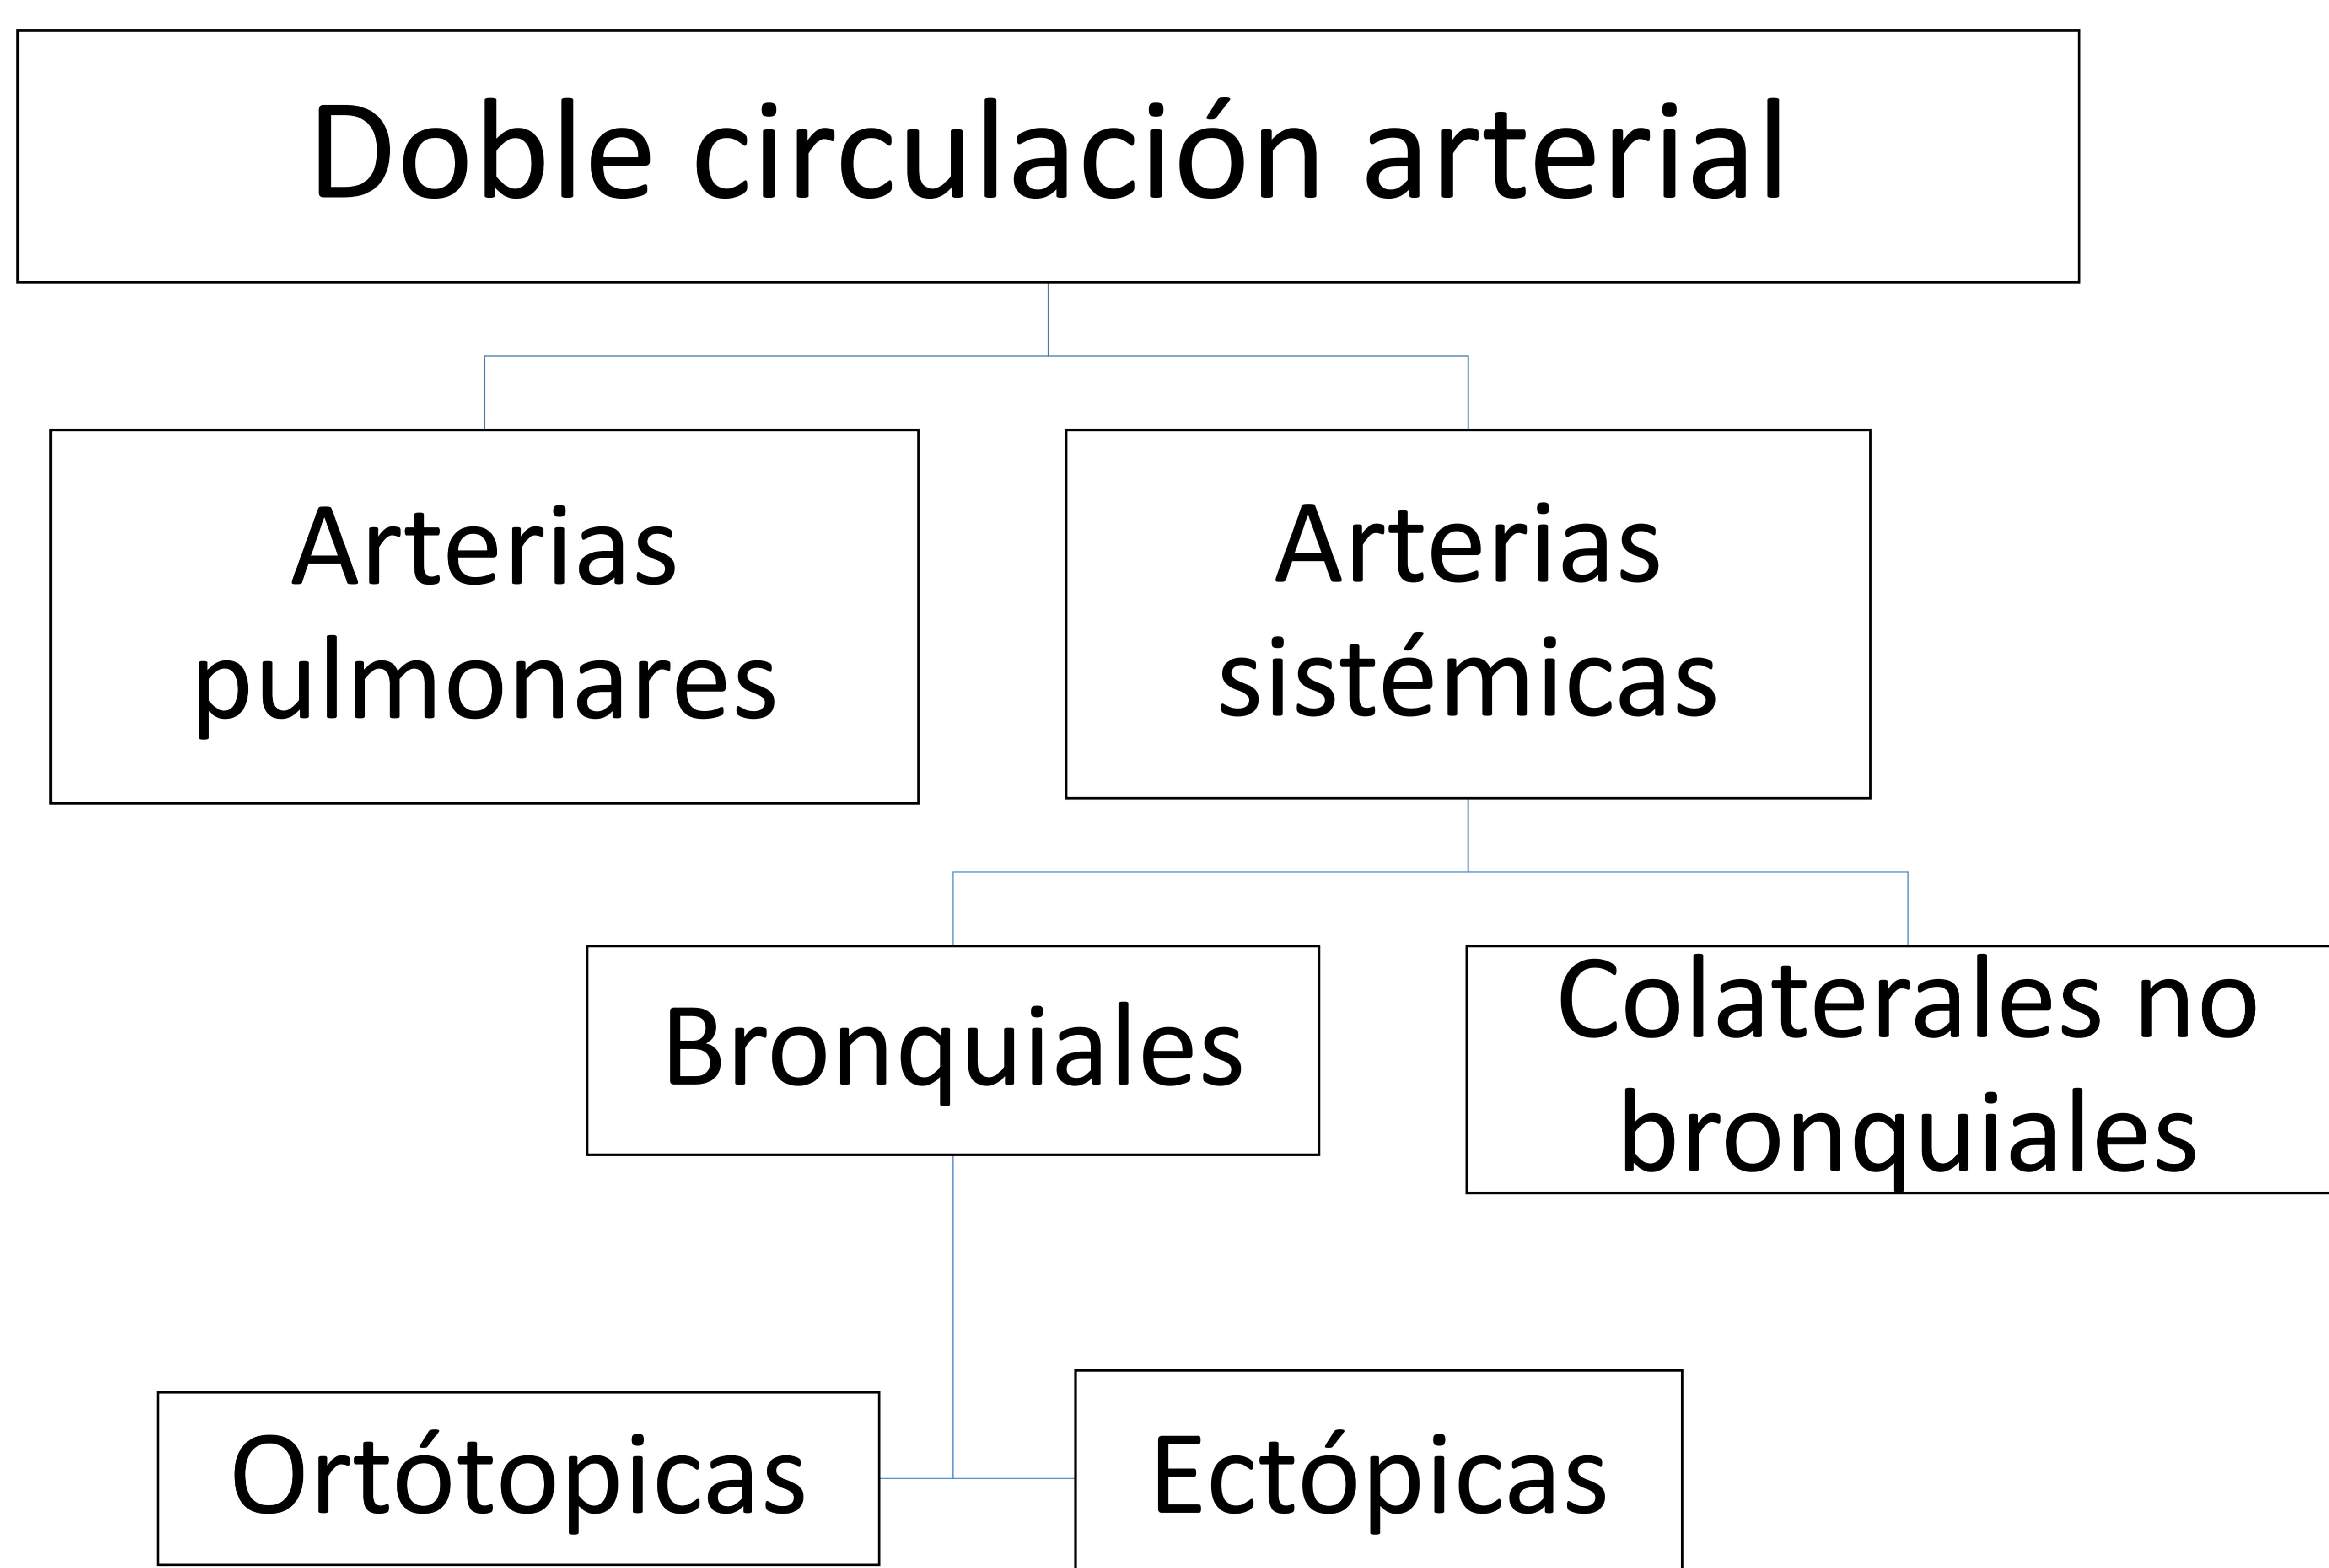 Doble circulación arterial
Arterias
pulmonares
Arterias
sistémicas
Bronquiales
Colaterales no
bronquiales
Ortótopicas
Ectópicas